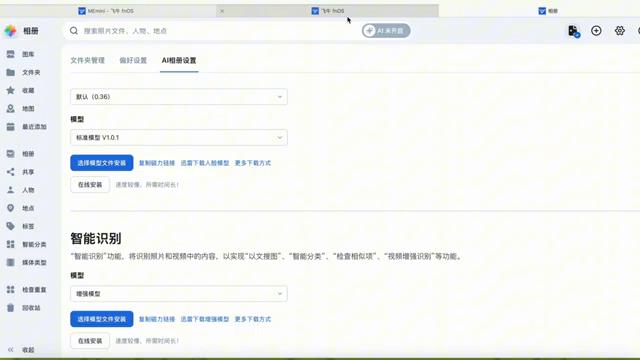 MEmini - 飞牛 fnOS
飞牛 fnOS
相册
相册
搜索照片文件、人物、地点
AI 未开启
图库
文件夹
收藏
地图
最近添加
相册
共享
人物
地点
标签
智能分类
媒体类型
检查重复
回收站
收起
文件夹管理
偏好设置
AI相册设置
默认（0.36）
模型
标准模型 V1.0.1
选择模型文件安装
复制磁力链接
迅雷下载人脸模型
更多下载方式
在线安装
速度较慢，所需时间长！
智能识别
“智能识别”功能，将识别照片和视频中的内容，以实现“以文搜图”、“智能分类”、“检查相似项”、“视频增强识别”等功能。
模型
增强模型
选择模型文件安装
复制磁力链接
迅雷下载增强模型
更多下载方式
在线安装
速度较慢，所需时间长！